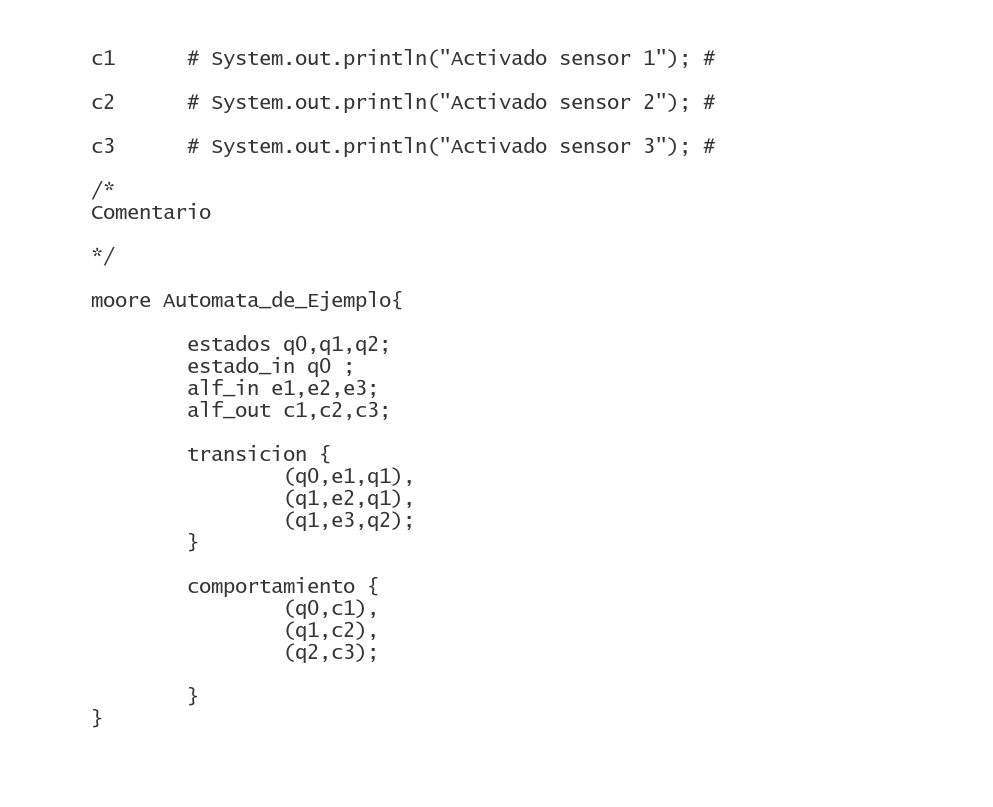 c1      # System.out.println("Activado sensor 1"); #
c2      # System.out.println("Activado sensor 2"); #
c3      # System.out.println("Activado sensor 3"); #
/*
Comentario
*/
moore Automata_de_Ejemplo{
        estados q0,q1,q2;
        estado_in q0 ;
        alf_in e1,e2,e3;
        alf_out c1,c2,c3;
        transicion {
                (q0,e1,q1),
                (q1,e2,q1),
                (q1,e3,q2);
        }
        comportamiento {
                (q0,c1),
                (q1,c2),
                (q2,c3);
        }
}